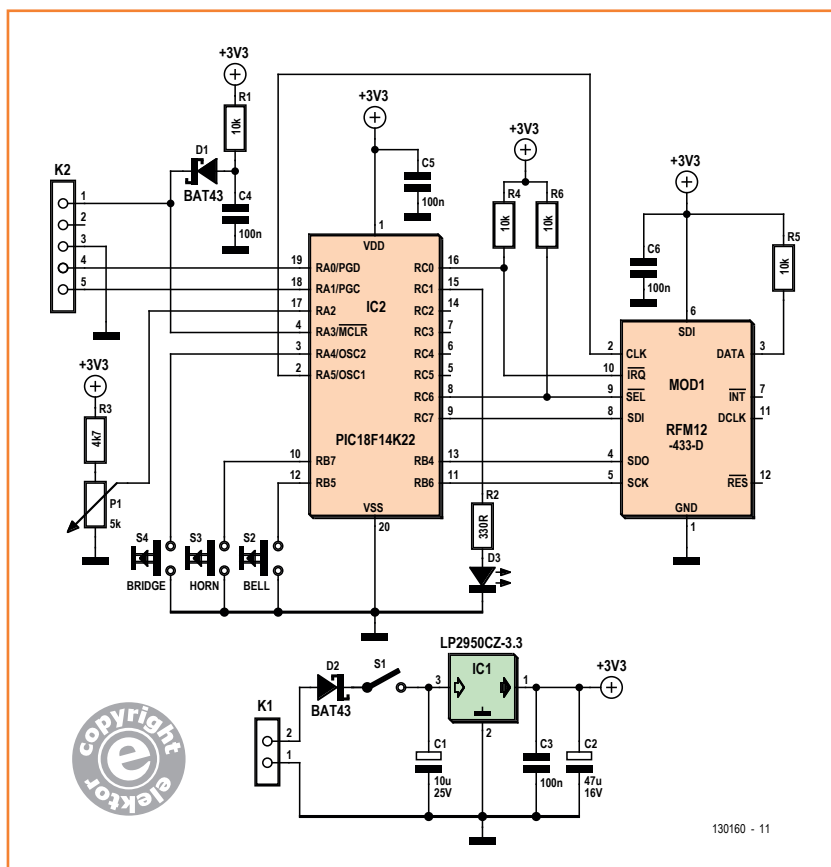 +3V3
R1
10k
D1
BAT43
C4
100n
K2
1
2
3
4
5
+3V3
C5
100n
1
VDD
19 RA0/PGD
18 RA1/PGC
17 RA2
4 RA3/MCLR
3 RA4/OSC2
2 RA5/OSC1
10 RB7
12 RB5
IC2
PIC18F14K22
RC0 16
RC1 15
RC2 14
RC3 7
RC4 6
RC5 5
RC6 8
RC7 9
RB4 13
RB6 11
VSS
20
+3V3
R4
10k
R6
10k
+3V3
C6
100n
R5
10k
6
SDI
2 CLK
10 IRQ
9 SEL
8 SDI
4 SDO
5 SCK
MOD1
RFM12
-433-D
DATA 3
INT 7
DCLK 11
RES 12
GND
1
+3V3
R3
4k7
P1
5k
S4
BRIDGE
S3
HORN
S2
BELL
R2
330R
D3
LP2950CZ-3.3
IC1
3
1
2
+3V3
D2
BAT43
S1
K1
2
1
C1
10u
25V
C3
100n
C2
47u
16V
copyright
e
elektor
130160 - 11